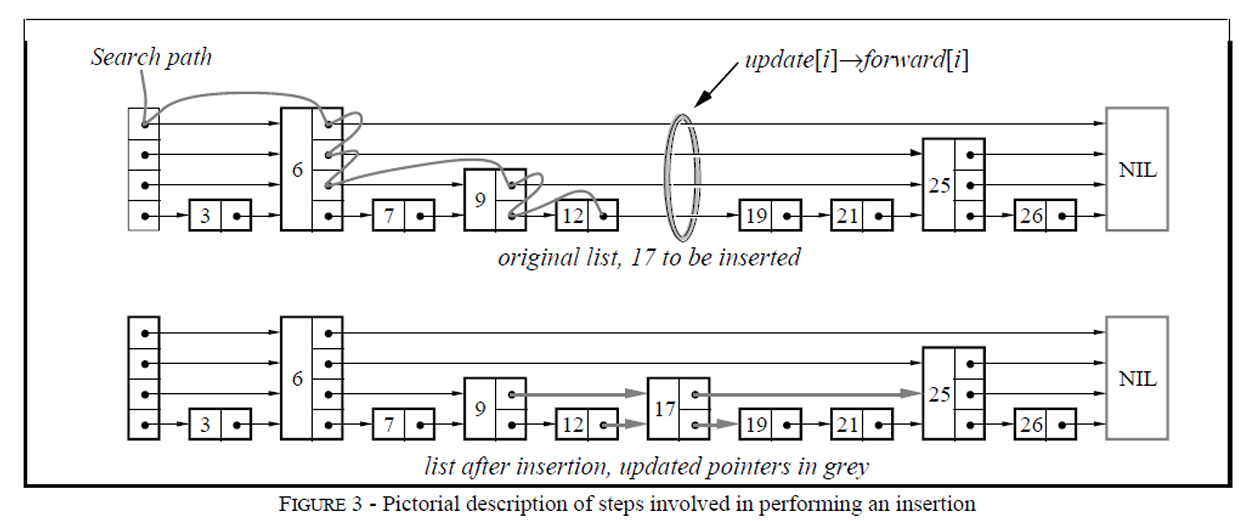 Search path
update[i]→forward[i]
6
NIL
25
9
3
7
12
19
21
26
original list, 17 to be inserted
6
NIL
25
9
17
3
7
12
19
21
26
list after insertion, updated pointers in grey
FIGURE 3 - Pictorial description of steps involved in performing an insertion